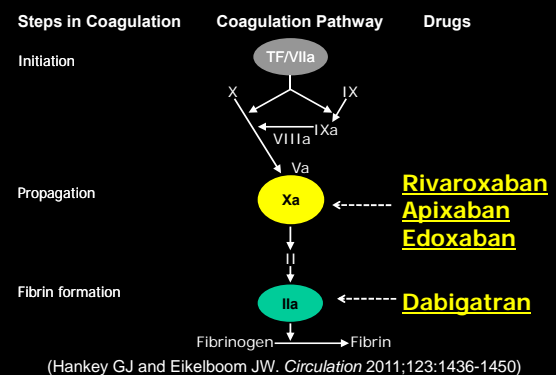 Steps in Coagulation Coagulation Pathway Drugs
Initiation TF/VIIa
X IX
IXa
VIIIa
Va
Propagation Xa Rivaroxaban
Apixaban
Edoxaban
II
Fibrin formation IIa Dabigatran
Fibrinogen Fibrin
(Hankey GJ and Eikelboom JW. Circulation 2011;123:1436-1450)